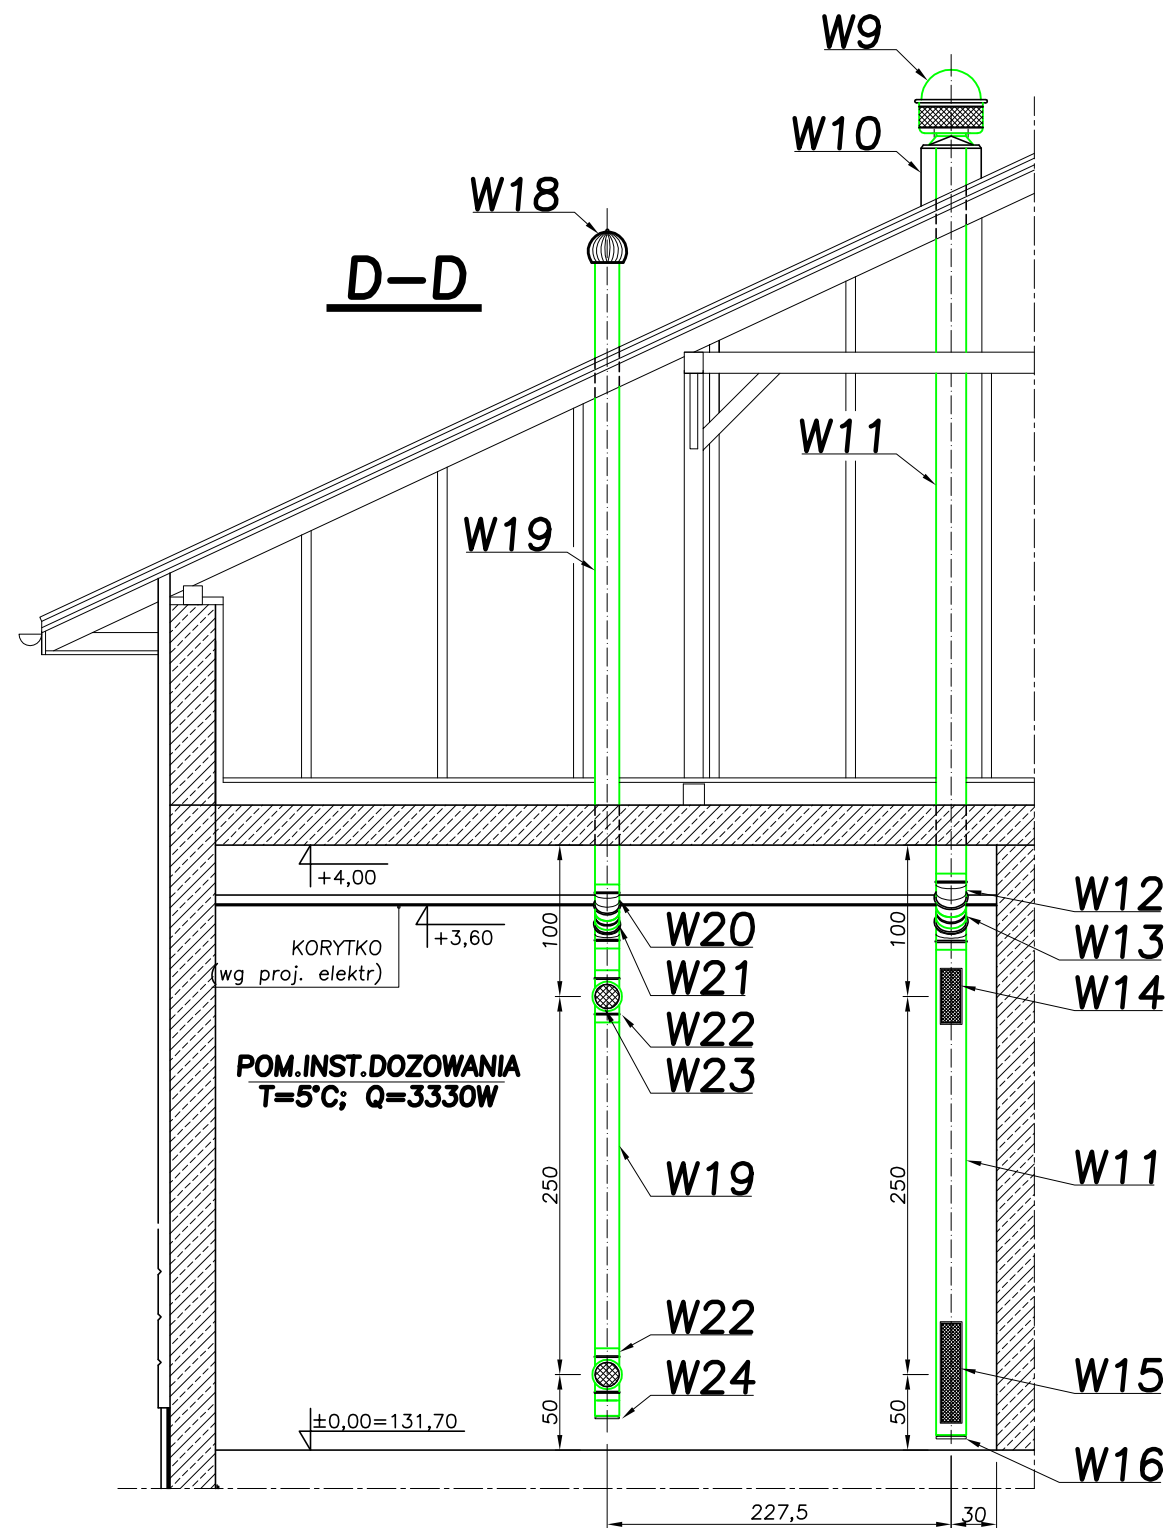 W9
W10
W18
D-D
W11
W19
+4,00
100
100
W12
W20
W13
+3,60
KORYTKO
(wg proj. elektr)
W21
W14
W22
POM.INST.DOZOWANIA
T=5°C; Q=3330W
W23
250
W19
250
W11
W22
W24
W15
±0,00=131,70
50
50
W16
227,5
30